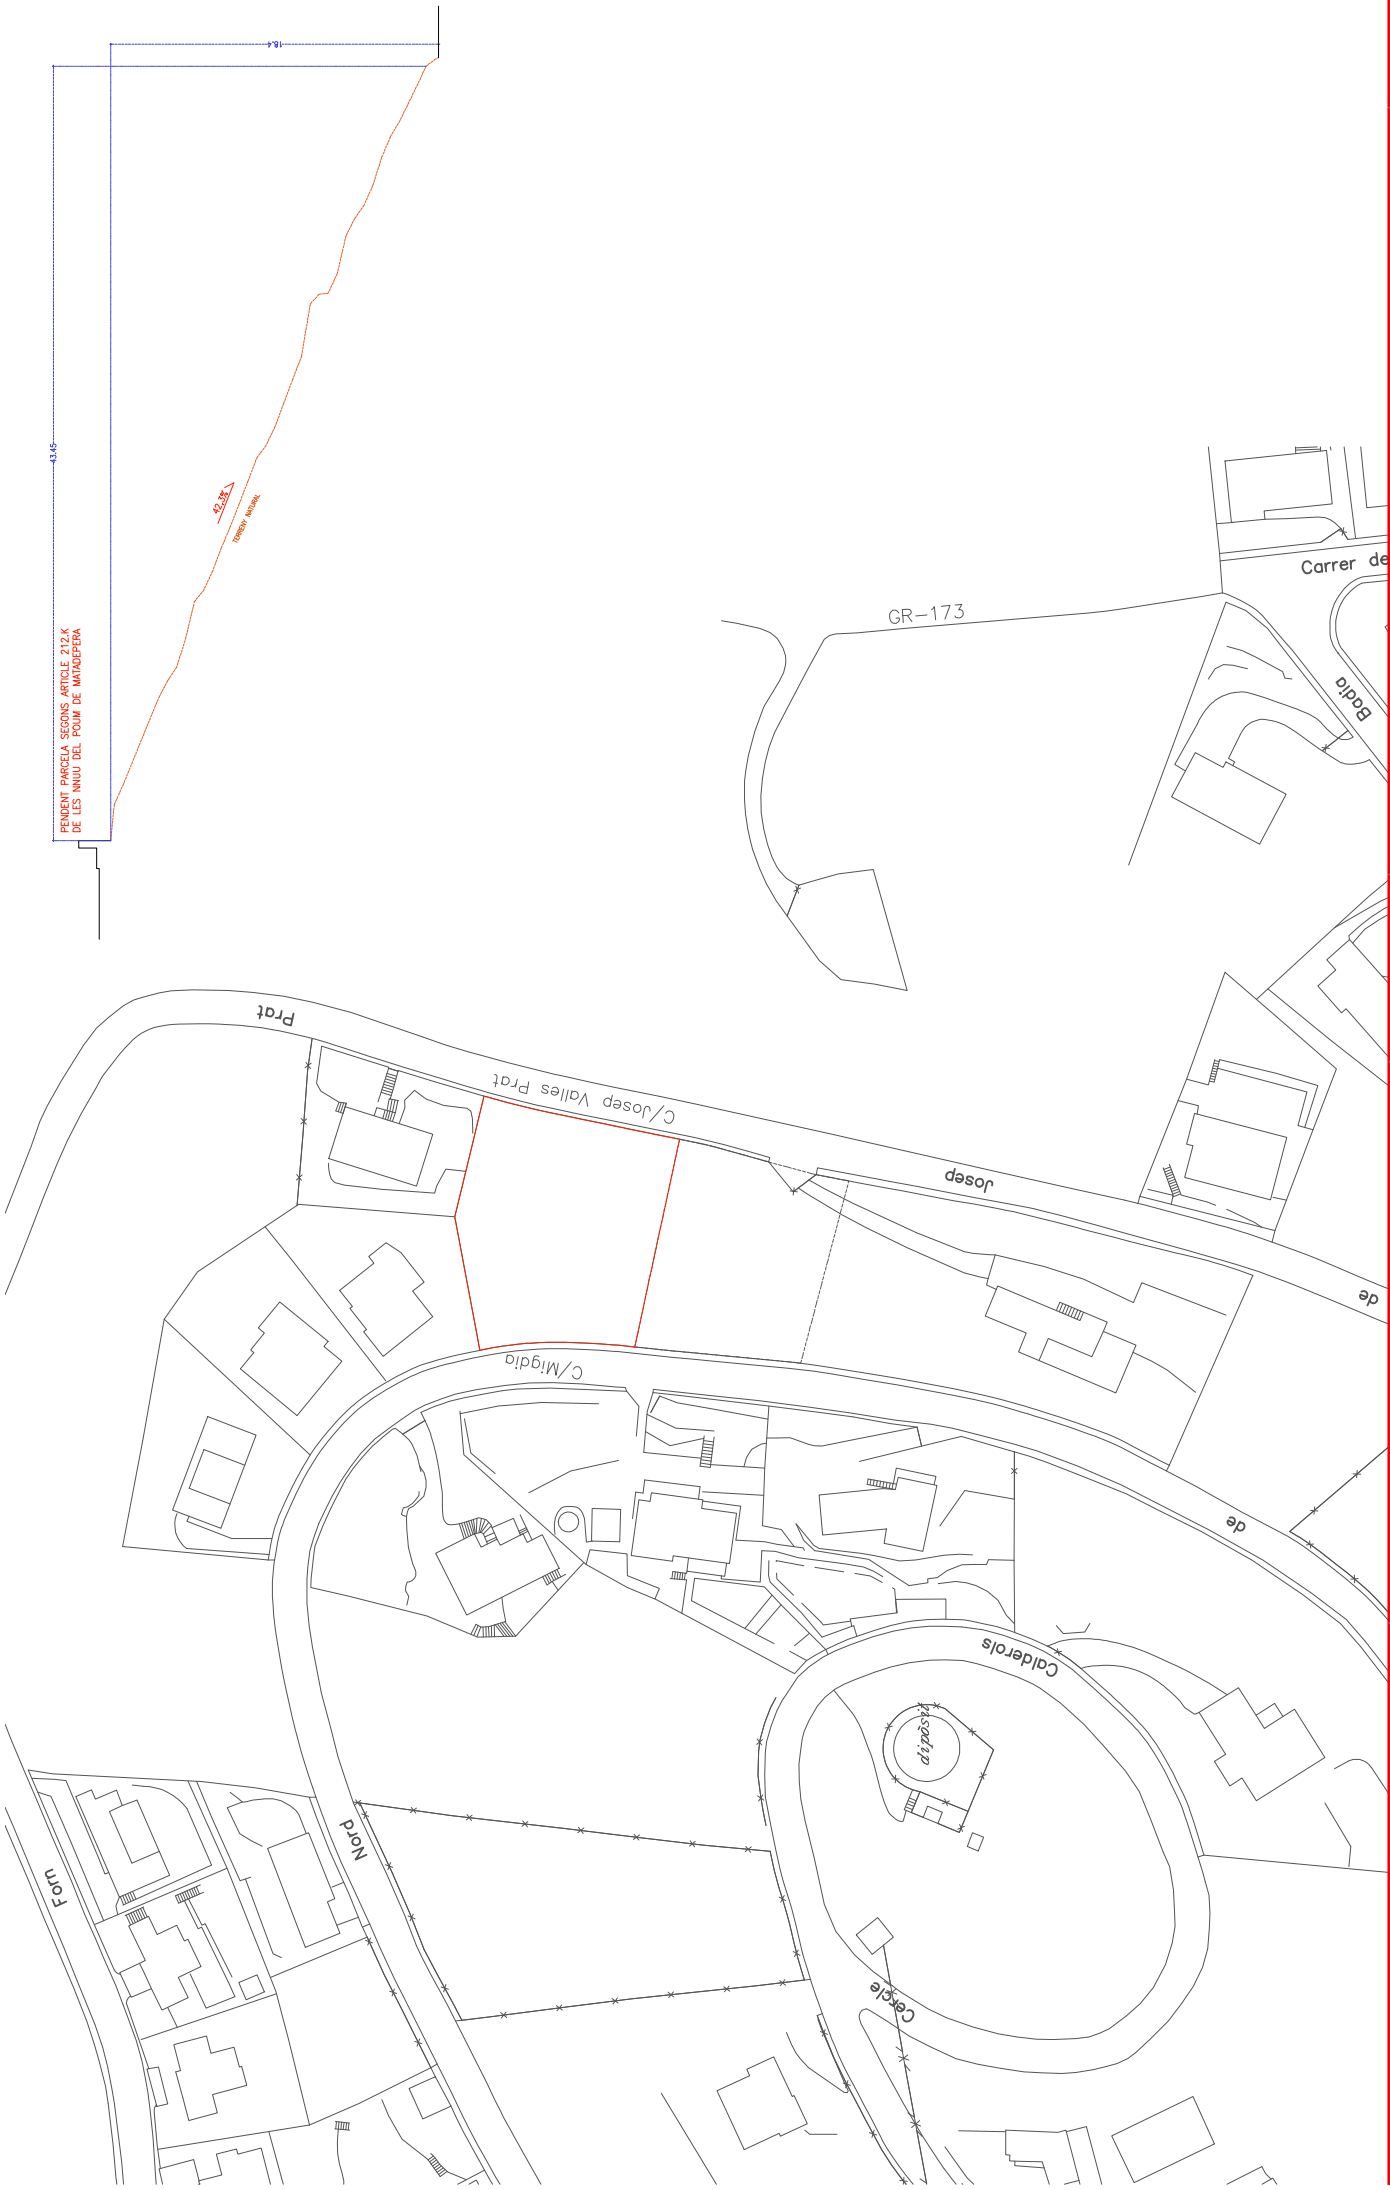 18.4
43.45
42.3%
TERRENY NATURAL
PENDENT PARCELA SEGONS ARTICLE 212.K
DE LES NNUU DEL POUM DE MATADEPERA
Carrer de
GR-173
Badia
Prat
C/Josep Valles Prat
Josep
de
C/Migdia
de
Calderols
dipòsit
Nord
Forn
Cercle